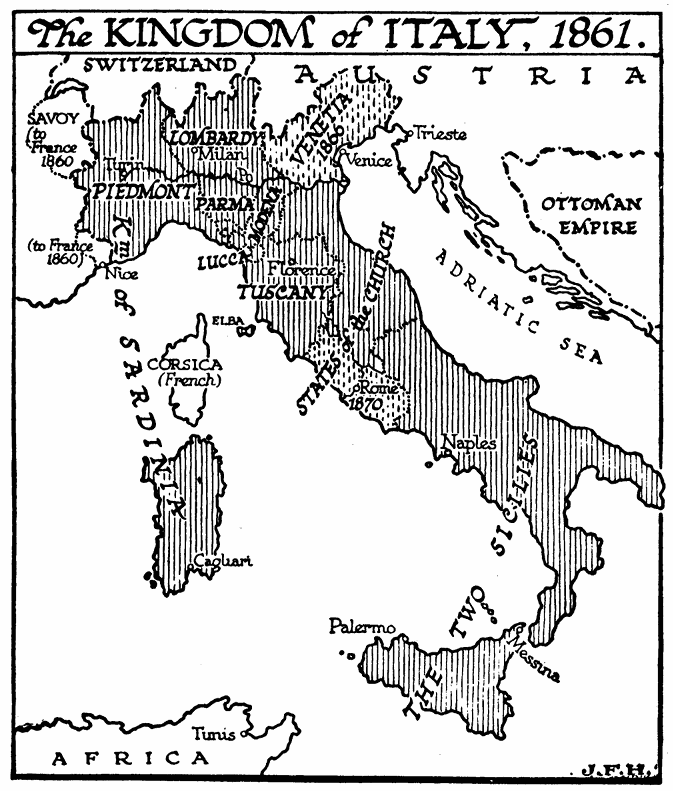 The KINGDOM of ITALY, 1861.
SWITZERLAND
AUSTRIA
SAVOY
(to
France
1860
LOMBARDY
Milan
VENETIA
1866
Venice
Trieste
Turin
Po
PIEDMONT
PARMA
MODENA
OTTOMAN
EMPIRE
(to France
1860)
Nice
LUCCA
Florence
TUSCANY
ELBA
Km of SARDINIA
CORSICA
(French)
STATES of the CHURCH
Rome
1870
ADRIATIC SEA
Naples
Cagliari
THE TWO SICILIES
Palermo
Messina
Tunis
AFRICA
J.F.H.